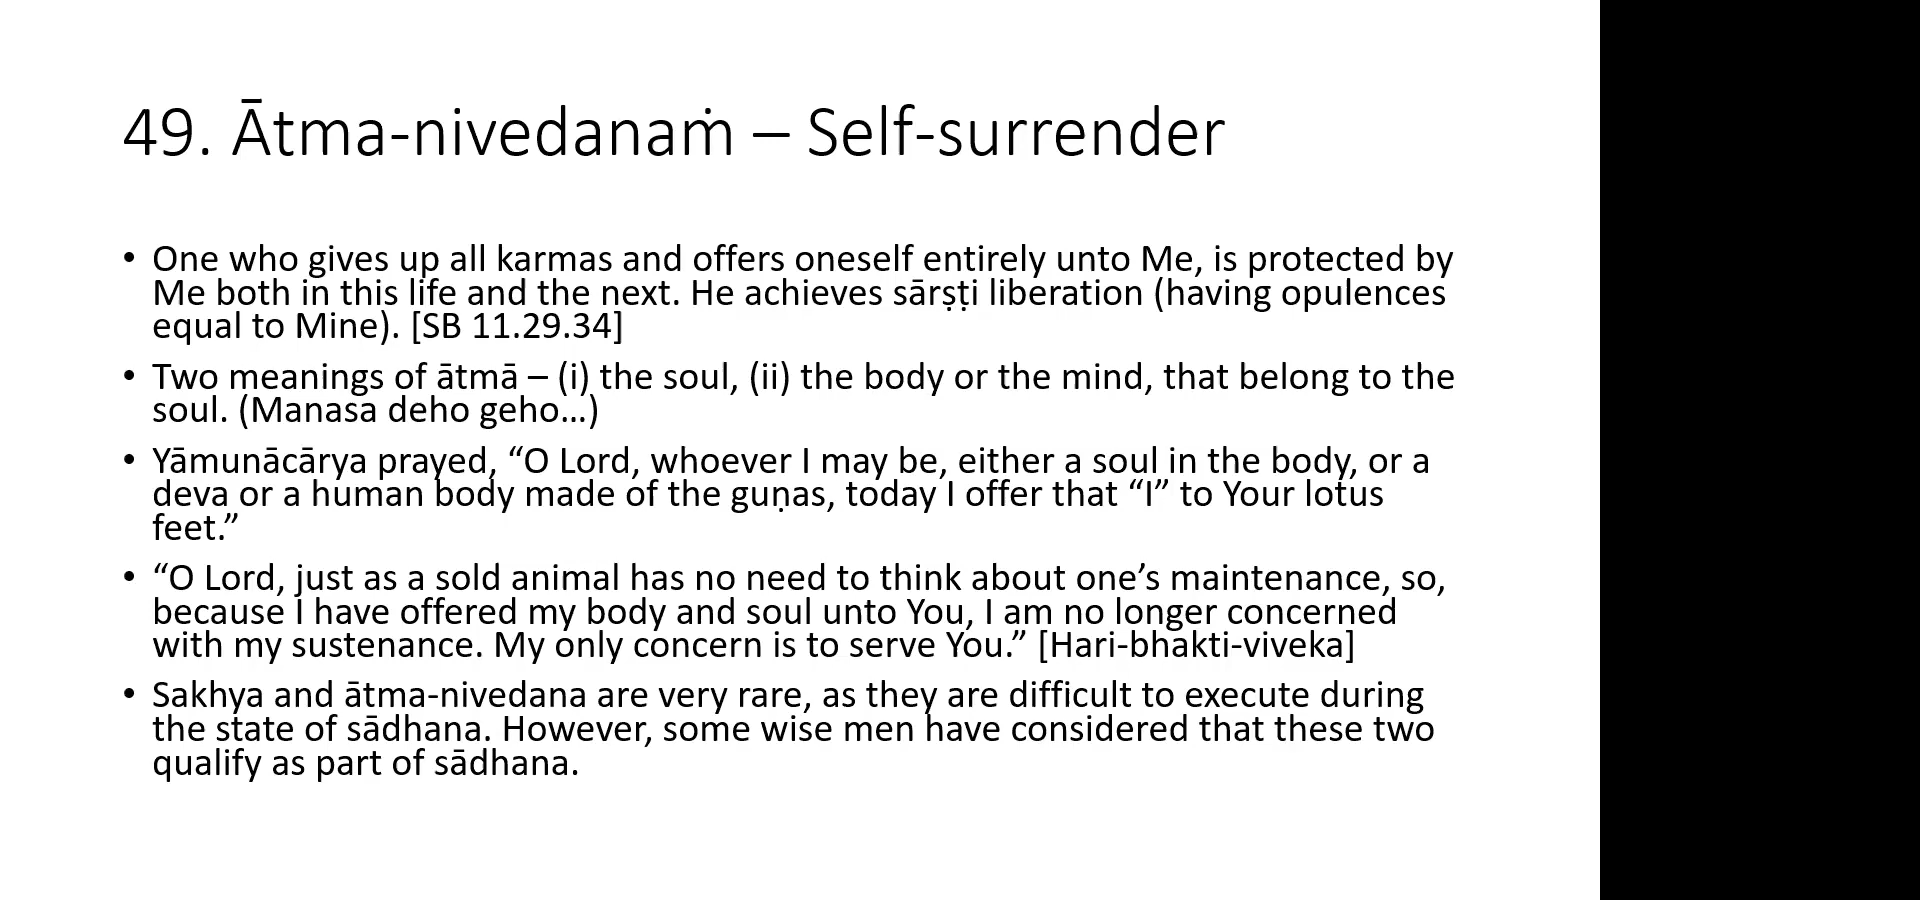 49. Ātma-nivedanaṁ – Self-surrender
• One who gives up all karmas and offers oneself entirely unto Me, is protected by
Me both in this life and the next. He achieves sārṣṭi liberation (having opulences
equal to Mine). [SB 11.29.34]
• Two meanings of ātmā – (i) the soul, (ii) the body or the mind, that belong to the
soul. (Manasa deho geho…)
• Yāmunācārya prayed, “O Lord, whoever I may be, either a soul in the body, or a
deva or a human body made of the guṇas, today I offer that “I” to Your lotus
feet.”
• “O Lord, just as a sold animal has no need to think about one’s maintenance, so,
because I have offered my body and soul unto You, I am no longer concerned
with my sustenance. My only concern is to serve You.” [Hari-bhakti-viveka]
• Sakhya and ātma-nivedana are very rare, as they are difficult to execute during
the state of sādhana. However, some wise men have considered that these two
qualify as part of sādhana.